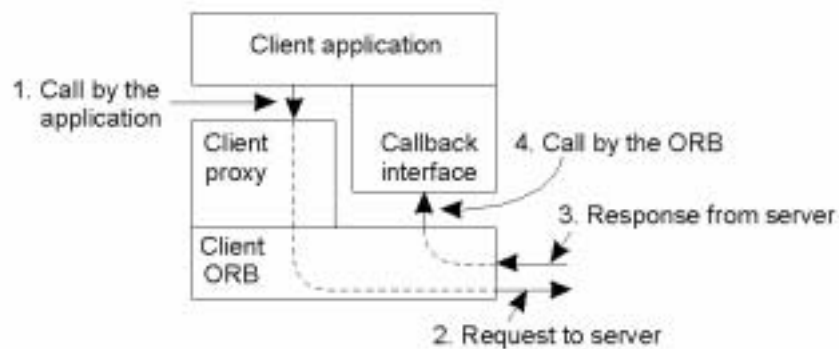 Client application
1. Call by the
application
Client
proxy
Callback
interface
4. Call by the ORB
3. Response from server
Client
ORB
2. Request to server